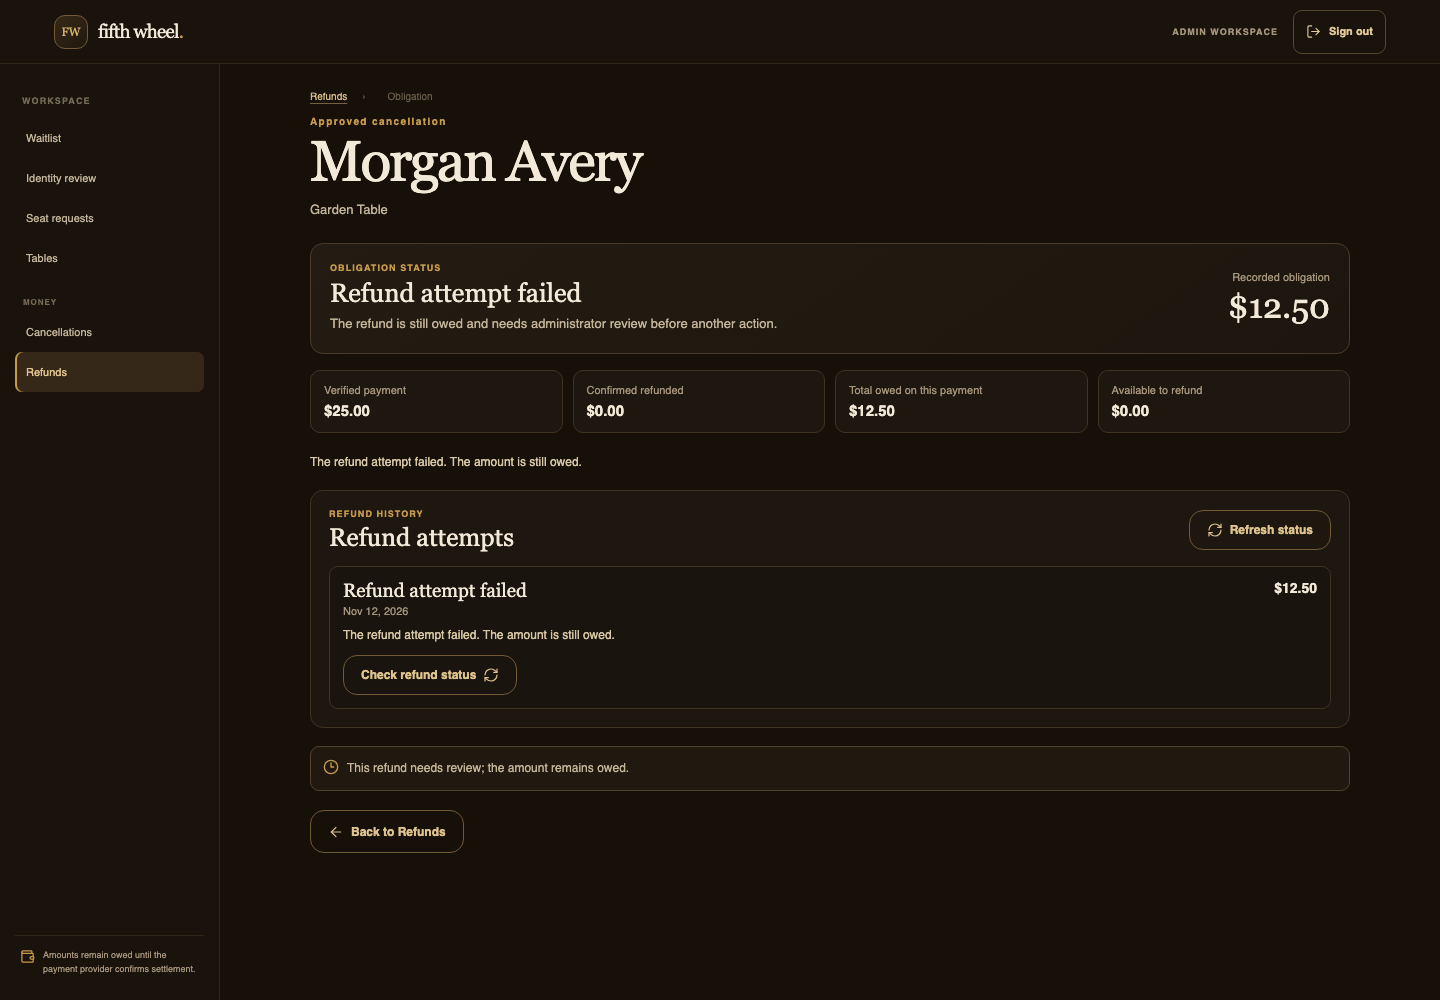 FW
fifth wheel.
ADMIN WORKSPACE
Sign out
WORKSPACE
Waitlist
Identity review
Seat requests
Tables
MONEY
Cancellations
Refunds
Amounts remain owed until the
payment provider confirms settlement.
Refunds › Obligation
Approved cancellation
Morgan Avery
Garden Table
OBLIGATION STATUS
Refund attempt failed
The refund is still owed and needs administrator review before another action.
Recorded obligation
$12.50
Verified payment
$25.00
Confirmed refunded
$0.00
Total owed on this payment
$12.50
Available to refund
$0.00
The refund attempt failed. The amount is still owed.
REFUND HISTORY
Refund attempts
Refresh status
Refund attempt failed
$12.50
Nov 12, 2026
The refund attempt failed. The amount is still owed.
Check refund status
This refund needs review; the amount remains owed.
Back to Refunds